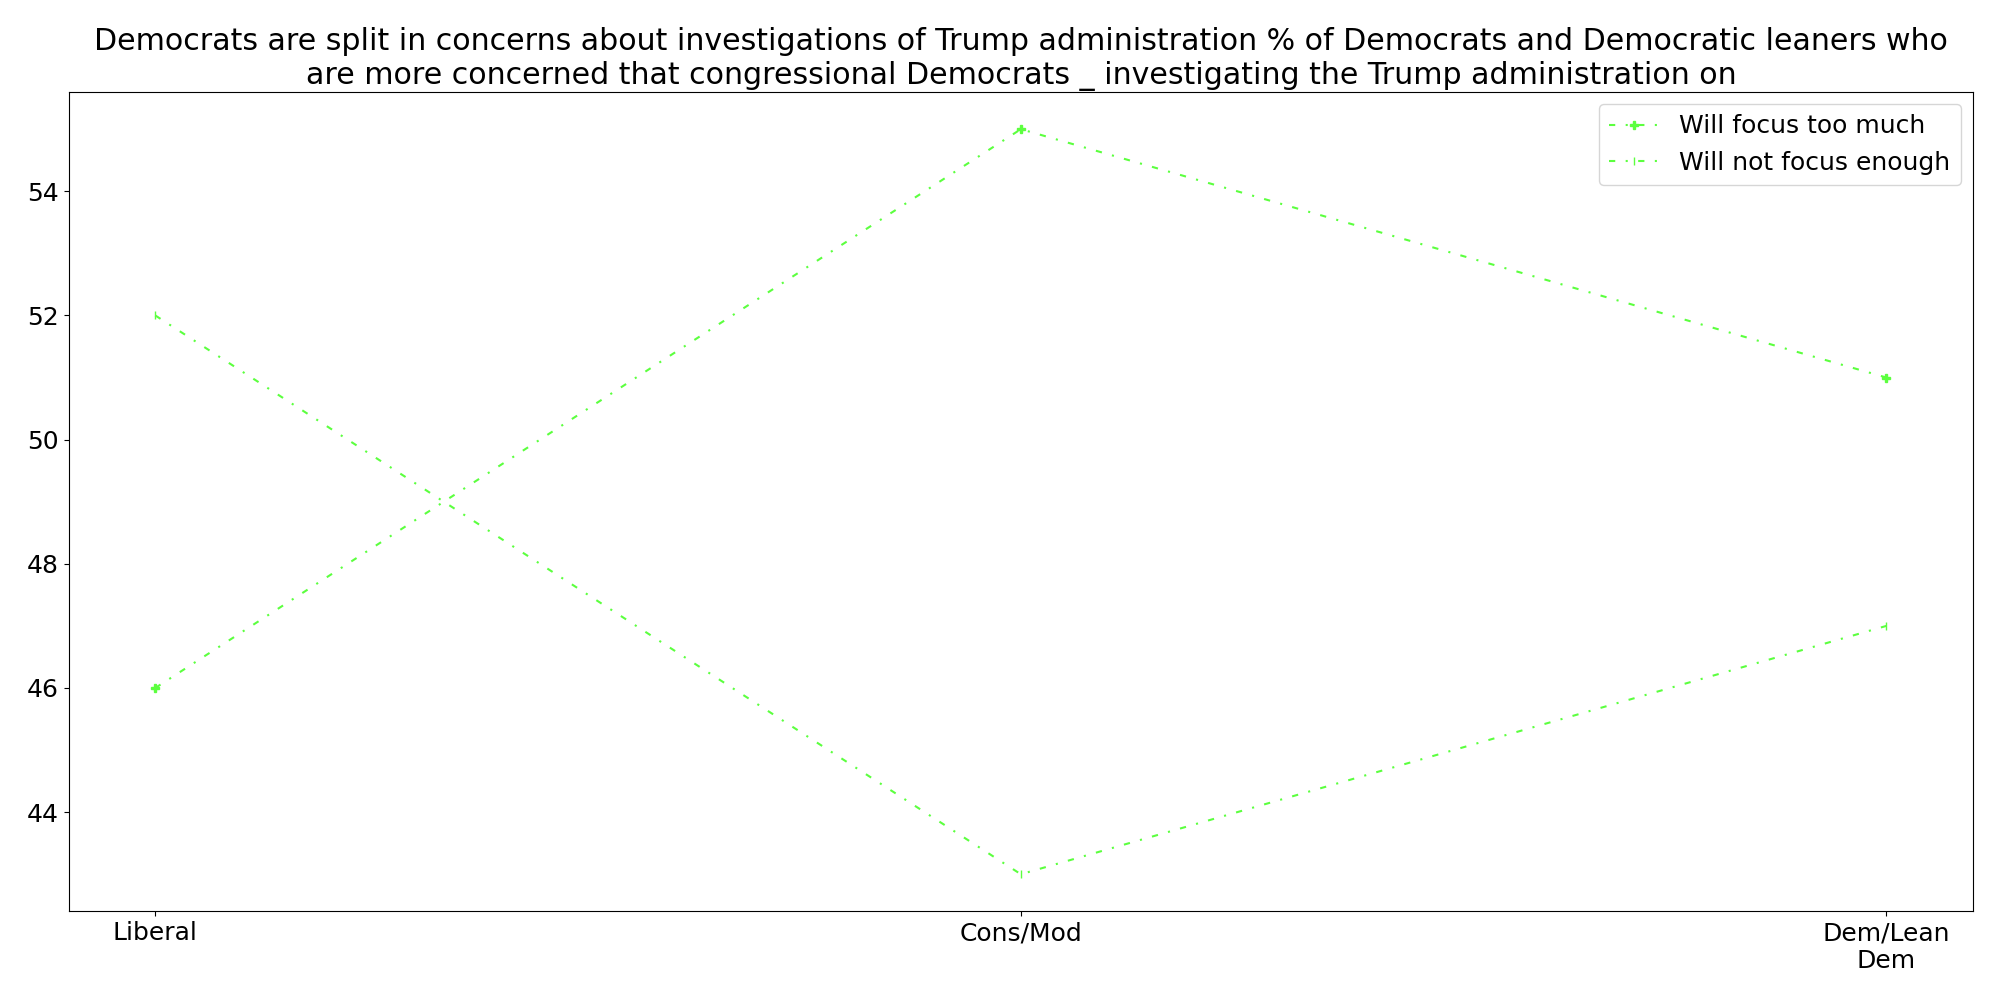 Democrats are split in concerns about investigations of Trump administration % of Democrats and Democratic leaners who
are more concerned that congressional Democrats _ investigating the Trump administration on
Will focus too much
Will not focus enough
54
52
50
48
46
44
Liberal
Cons/Mod
Dem/Lean
Dem